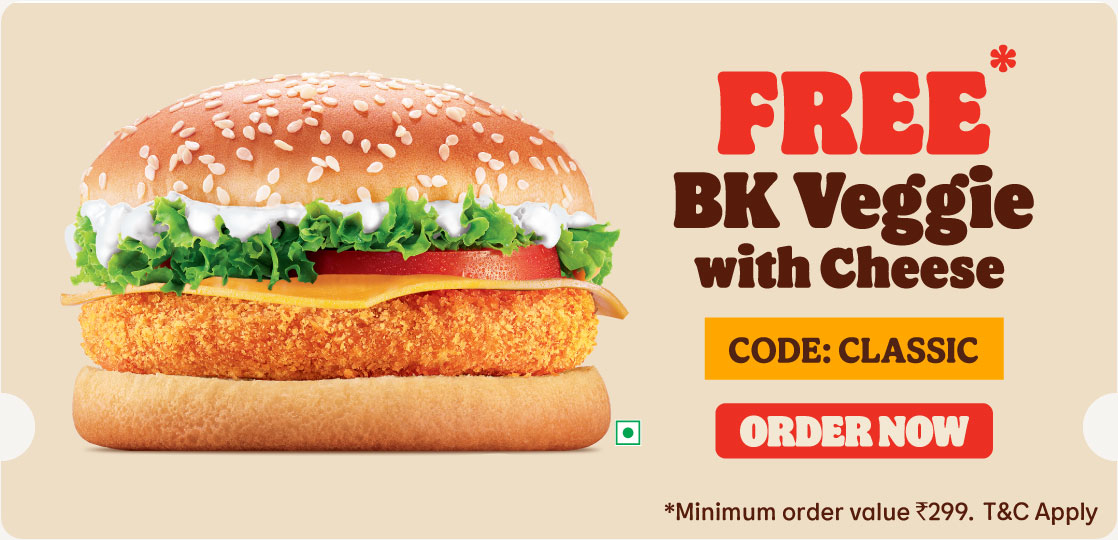 FREE*
BK Veggie
with Cheese
CODE: CLASSIC
ORDER NOW
*Minimum order value ₹299. T&C Apply